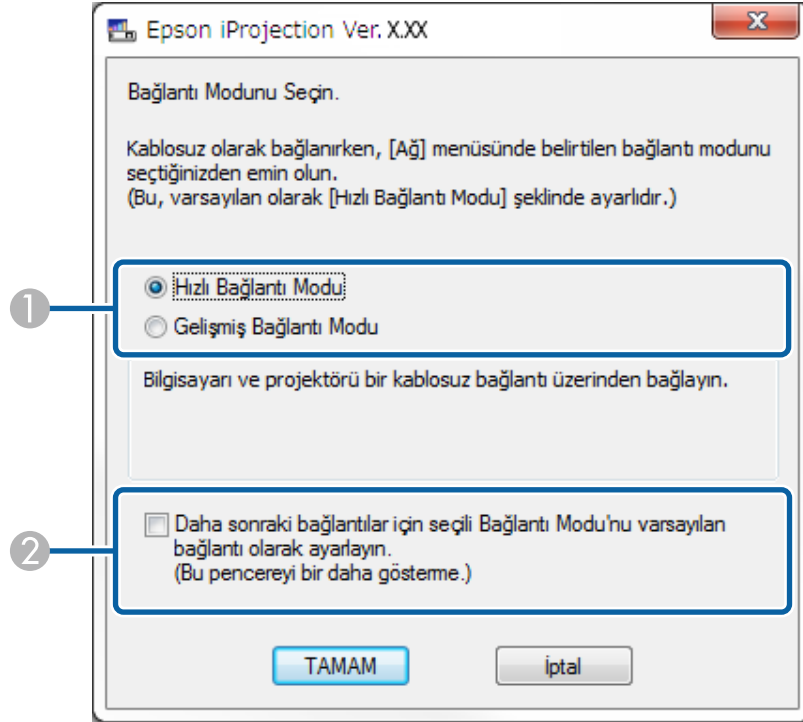 Epson iProjection Ver. X.XX
Bağlantı Modunu Seçin.
Kablosuz olarak bağlanırken, [Ağ] menüsünde belirtilen bağlantı modunu
seçtiğinizden emin olun.
(Bu, varsayılan olarak [Hızlı Bağlantı Modu] şeklinde ayarlıdır.)
1
Hızlı Bağlantı Modu
Gelişmiş Bağlantı Modu
Bilgisayarı ve projektörü bir kablosuz bağlantı üzerinden bağlayın.
2
Daha sonraki bağlantılar için seçili Bağlantı Modu'nu varsayılan
bağlantı olarak ayarlayın.
(Bu pencereyi bir daha gösterme.)
TAMAM
İptal